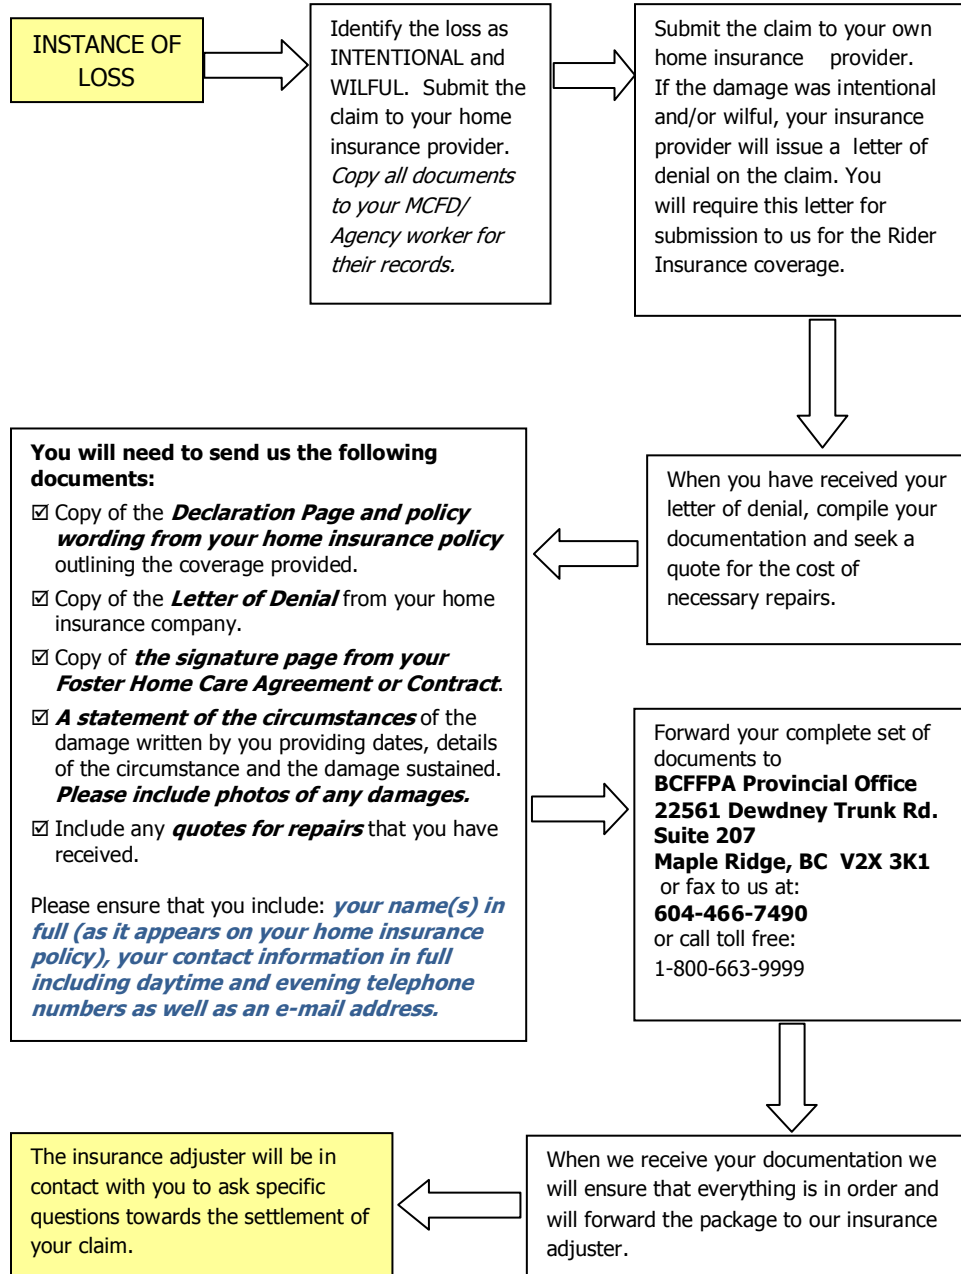 INSTANCE OF
LOSS
Identify the loss as
INTENTIONAL and
WILFUL. Submit the
claim to your home
insurance provider.
Copy all documents
to your MCFD/
Agency worker for
their records.
Submit the claim to your own
home insurance provider.
If the damage was intentional
and/or wilful, your insurance
provider will issue a letter of
denial on the claim. You
will require this letter for
submission to us for the Rider
Insurance coverage.
When you have received your
letter of denial, compile your
documentation and seek a
quote for the cost of
necessary repairs.
You will need to send us the following
documents:
☑ Copy of the Declaration Page and policy
wording from your home insurance policy
outlining the coverage provided.
☑ Copy of the Letter of Denial from your home
insurance company.
☑ Copy of the signature page from your
Foster Home Care Agreement or Contract.
☑ A statement of the circumstances of the
damage written by you providing dates, details
of the circumstance and the damage sustained.
Please include photos of any damages.
☑ Include any quotes for repairs that you have
received.
Please ensure that you include: your name(s) in
full (as it appears on your home insurance
policy), your contact information in full
including daytime and evening telephone
numbers as well as an e-mail address.
Forward your complete set of
documents to
BCFFPA Provincial Office
22561 Dewdney Trunk Rd.
Suite 207
Maple Ridge, BC V2X 3K1
or fax to us at:
604-466-7490
or call toll free:
1-800-663-9999
When we receive your documentation we
will ensure that everything is in order and
will forward the package to our insurance
adjuster.
The insurance adjuster will be in
contact with you to ask specific
questions towards the settlement of
your claim.